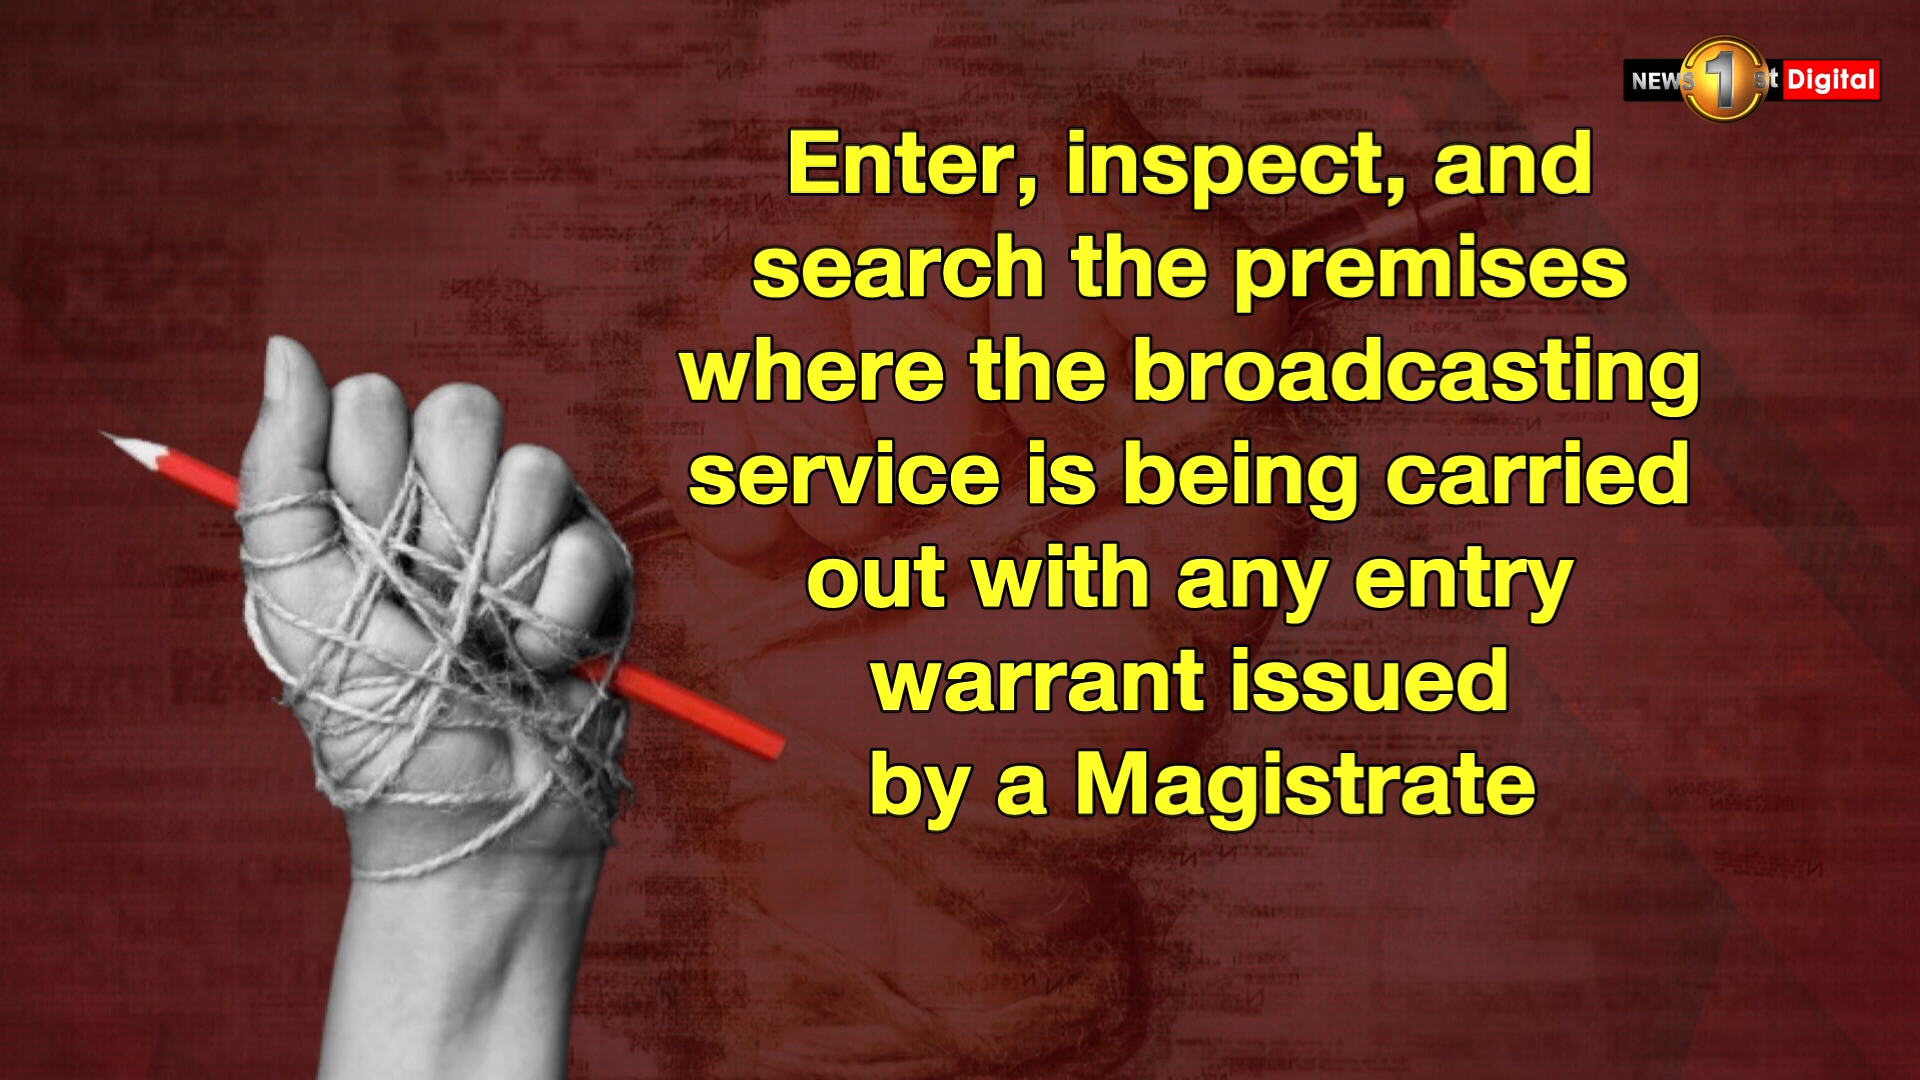 NEWS 1st Digital
Enter, inspect, and
search the premises
where the broadcasting
service is being carried
out with any entry
warrant issued
by a Magistrate